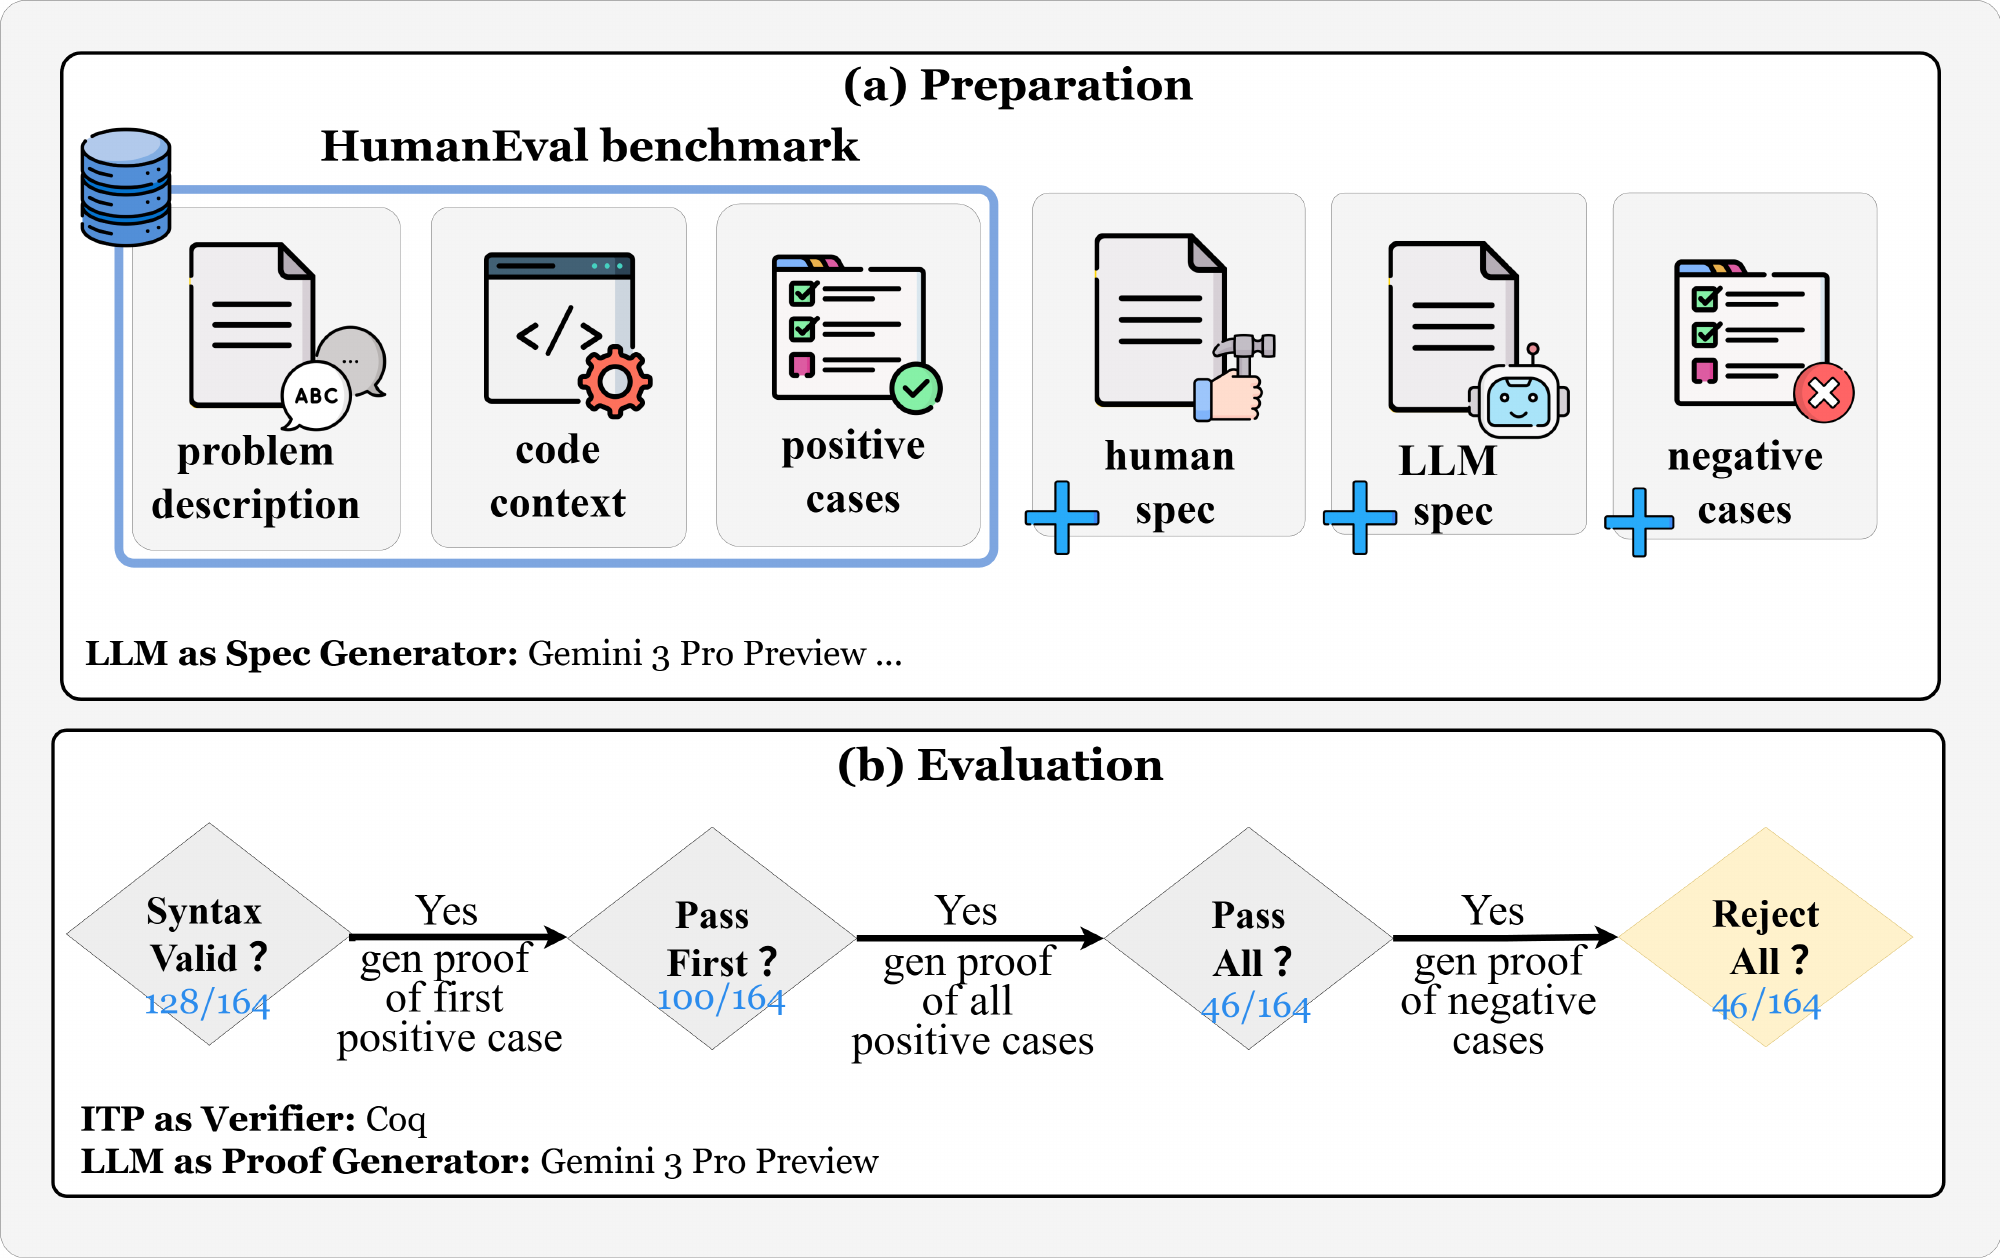 (a) Preparation
HumanEval benchmark
ABC
...
</>
problem
description
code
context
positive
cases
human
spec
LLM
spec
negative
cases
LLM as Spec Generator: Gemini 3 Pro Preview ...
(b) Evaluation
Syntax
Valid ?
128/164
Yes
gen proof
of first
positive case
Pass
First ?
100/164
Yes
gen proof
of all
positive cases
Pass
All ?
46/164
Yes
gen proof
of negative
cases
Reject
All ?
46/164
ITP as Verifier: Coq
LLM as Proof Generator: Gemini 3 Pro Preview